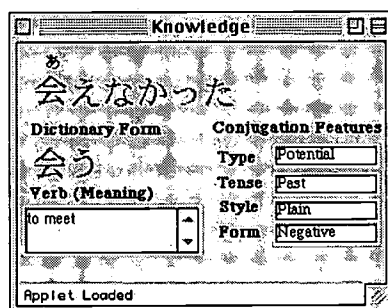 Knowledge
あ
会えなかった
Dictionary Form
会う
Verb (Meaning)
to meet
Conjugation Features
Type Potential
Tense Past
Style Plain
Form Negative
Applet Loaded